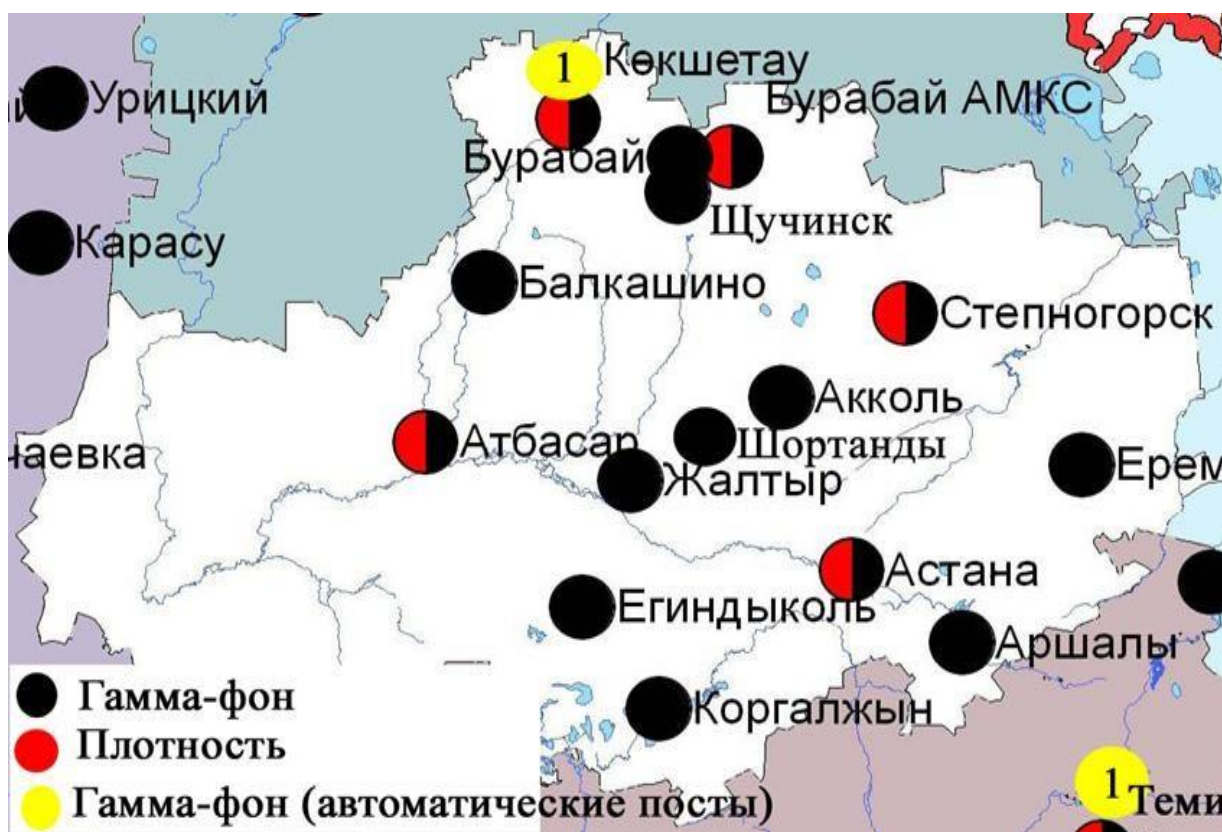 1
Көкшетау
Урицкий
Бурабай АМКС
Бурабай
Щучинск
Карасу
Балкашино
Степногорск
Акколь
Атбасар
Шортанды
Жалтыр
Астана
Егиндыколь
Аршалы
Коргалжын
Гамма-фон
Плотность
1
Гамма-фон (автоматические посты)